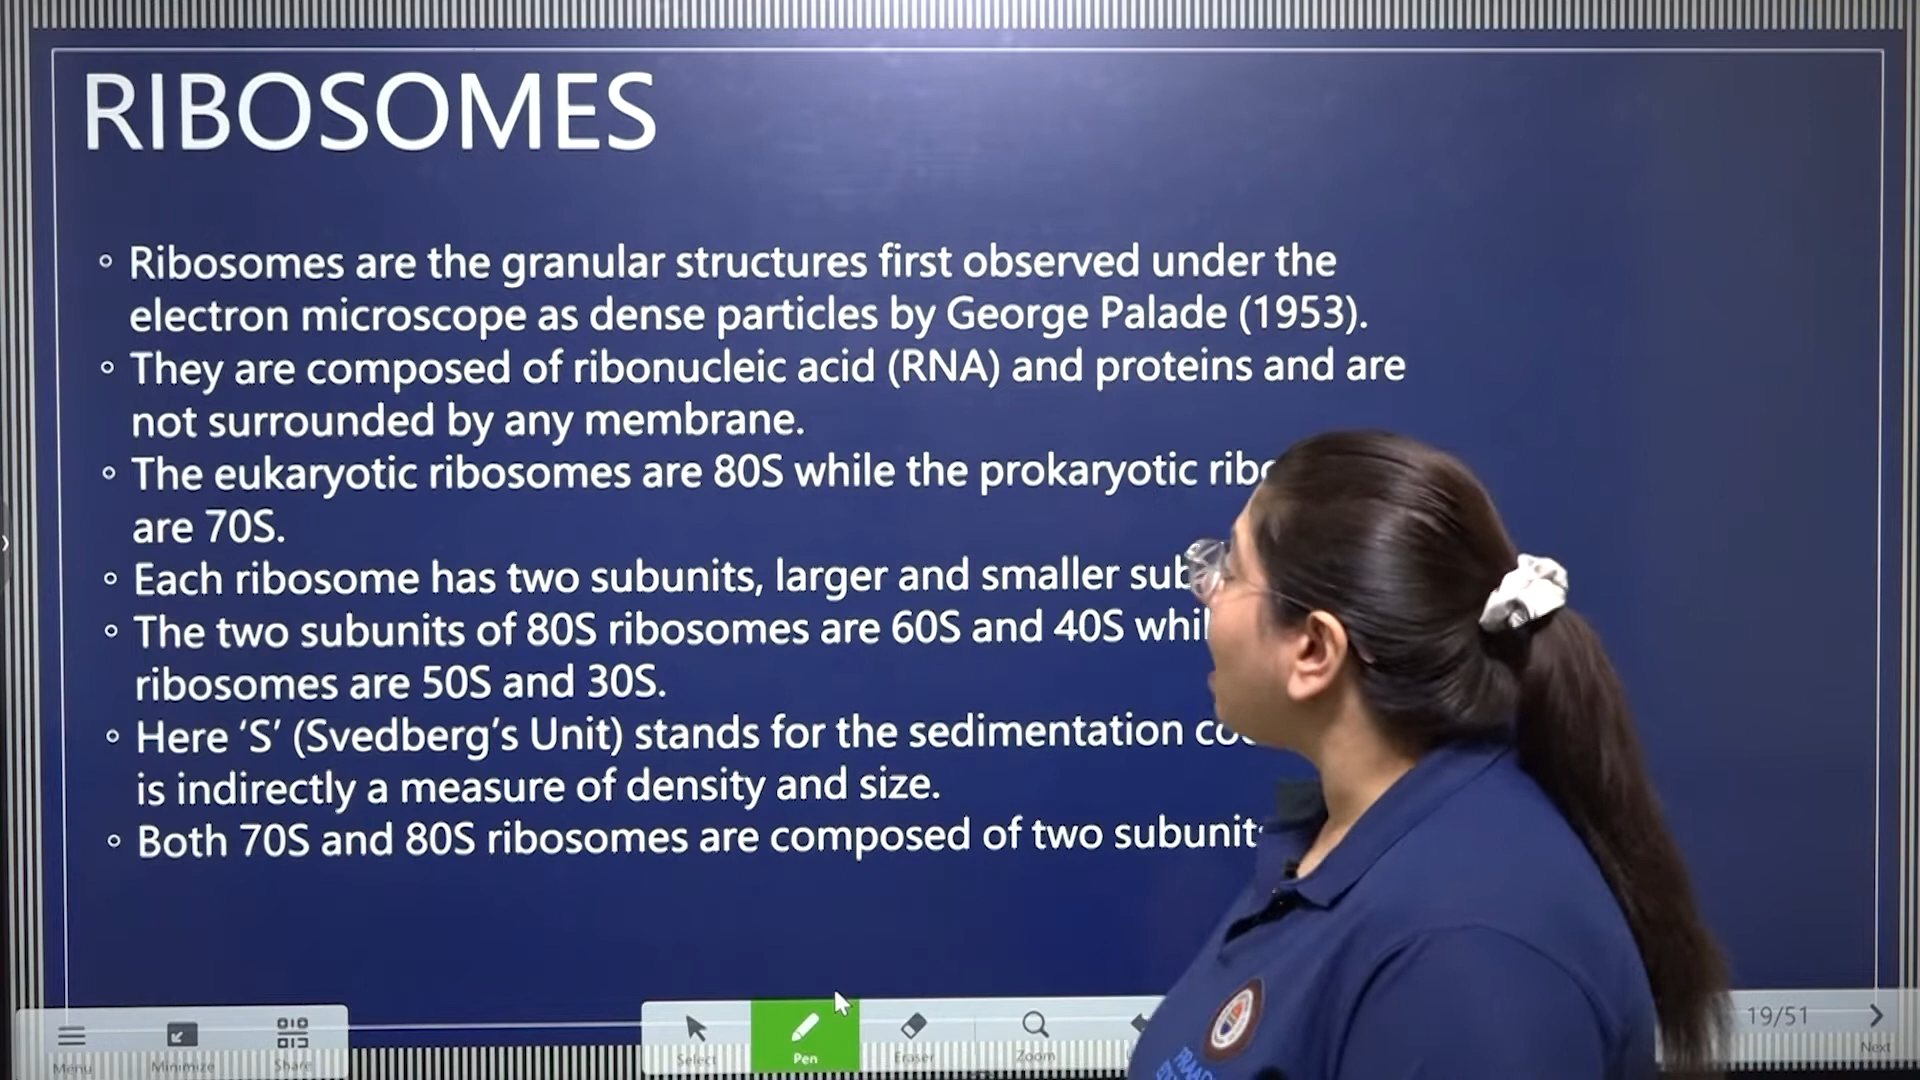 RIBOSOMES
◦ Ribosomes are the granular structures first observed under the
electron microscope as dense particles by George Palade (1953).
◦ They are composed of ribonucleic acid (RNA) and proteins and are
not surrounded by any membrane.
◦ The eukaryotic ribosomes are 80S while the prokaryotic
are 70S.
◦ Each ribosome has two subunits, larger and smaller
◦ The two subunits of 80S ribosomes are 60S and 40S
ribosomes are 50S and 30S.
◦ Here ‘S’ (Svedberg’s Unit) stands for the sedimentation
is indirectly a measure of density and size.
◦ Both 70S and 80S ribosomes are composed of two
Menu
Minimize
Share
Select
Pen
Eraser
Zoom
19/51
Next